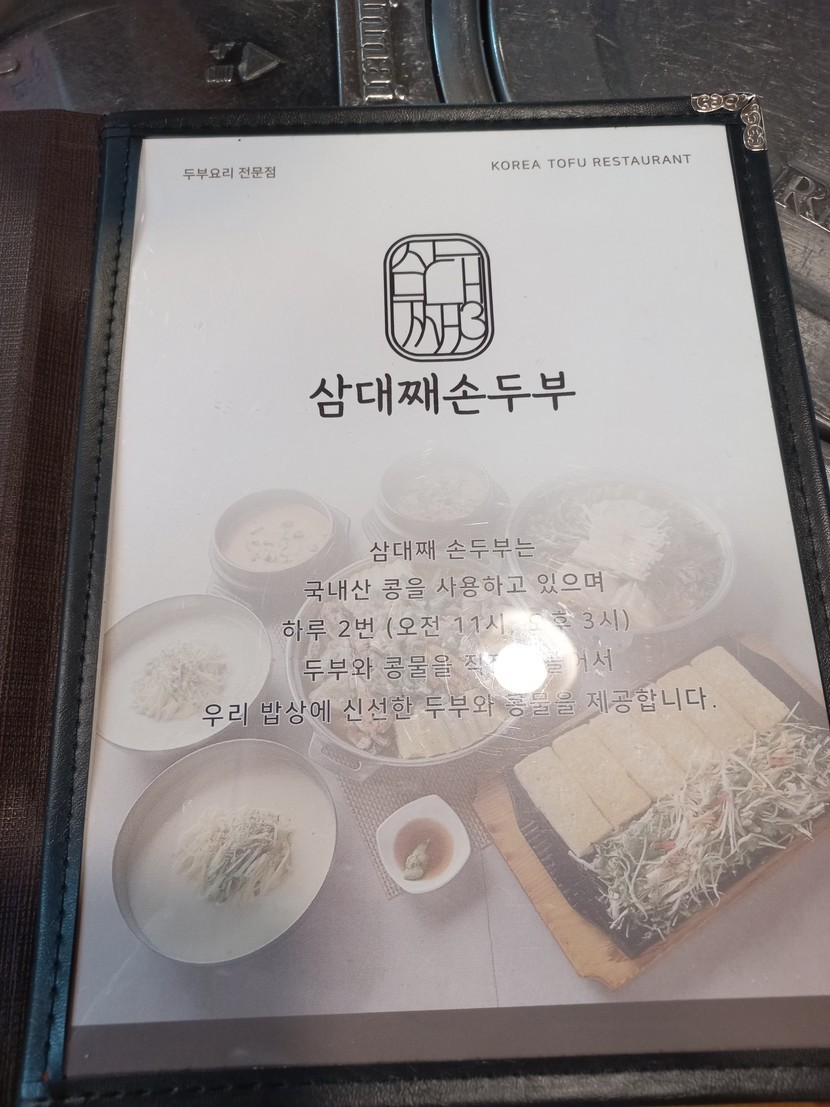 두부요리 전문점
KOREA TOFU RESTAURANT
삼대째손두부
삼대째 손두부는
국내산 콩을 사용하고 있으며
하루 2번 (오전 11시, 오후 3시)
두부와 콩물을
우리 밥상에 신선한 두부와 콩물을 제공합니다.